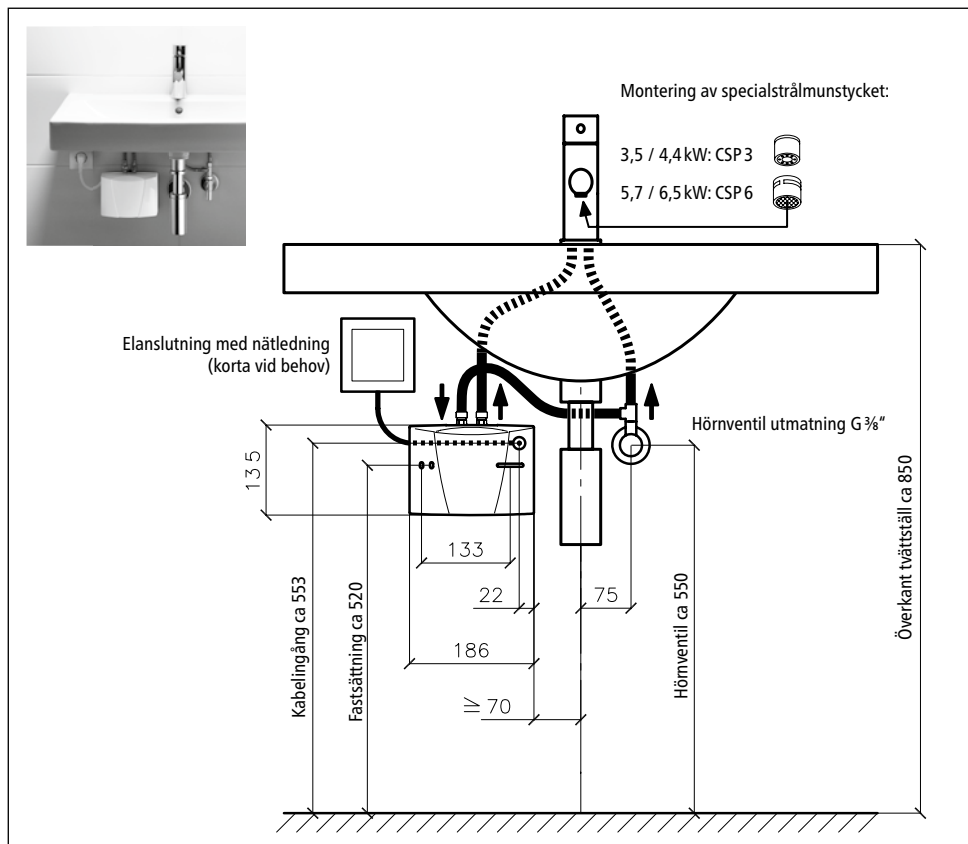 Montering av specialstrålmunstycket:
3,5 / 4,4 kW: CSP 3
5,7 / 6,5 kW: CSP 6
Elanslutning med nätledning
(korta vid behov)
Hörnventil utmatning G ⅜“
135
133
22
75
186
≥ 70
Kabelingång ca 553
Fastsättning ca 520
Hörnventil ca 550
Överkant tvättställ ca 850